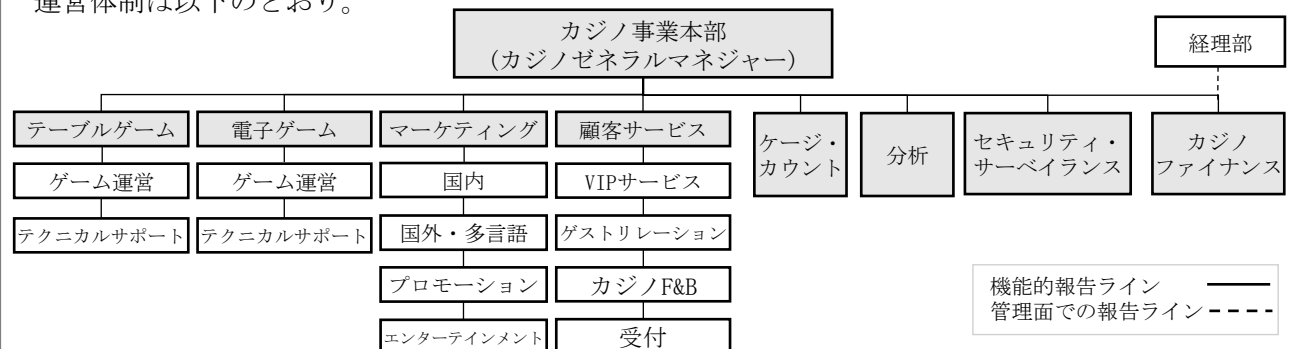 運営体制は以下のとおり。
カジノ事業本部
(カジノゼネラルマネジャー)
経理部
テーブルゲーム
電子ゲーム
マーケティング
顧客サービス
ケージ・
カウント
分析
セキュリティ・
サーベイランス
カジノ
ファイナンス
ゲーム運営
ゲーム運営
国内
VIPサービス
テクニカルサポート
テクニカルサポート
国外・多言語
ゲストリレーション
プロモーション
カジノF&B
エンターテインメント
受付
機能的報告ライン
管理面での報告ライン